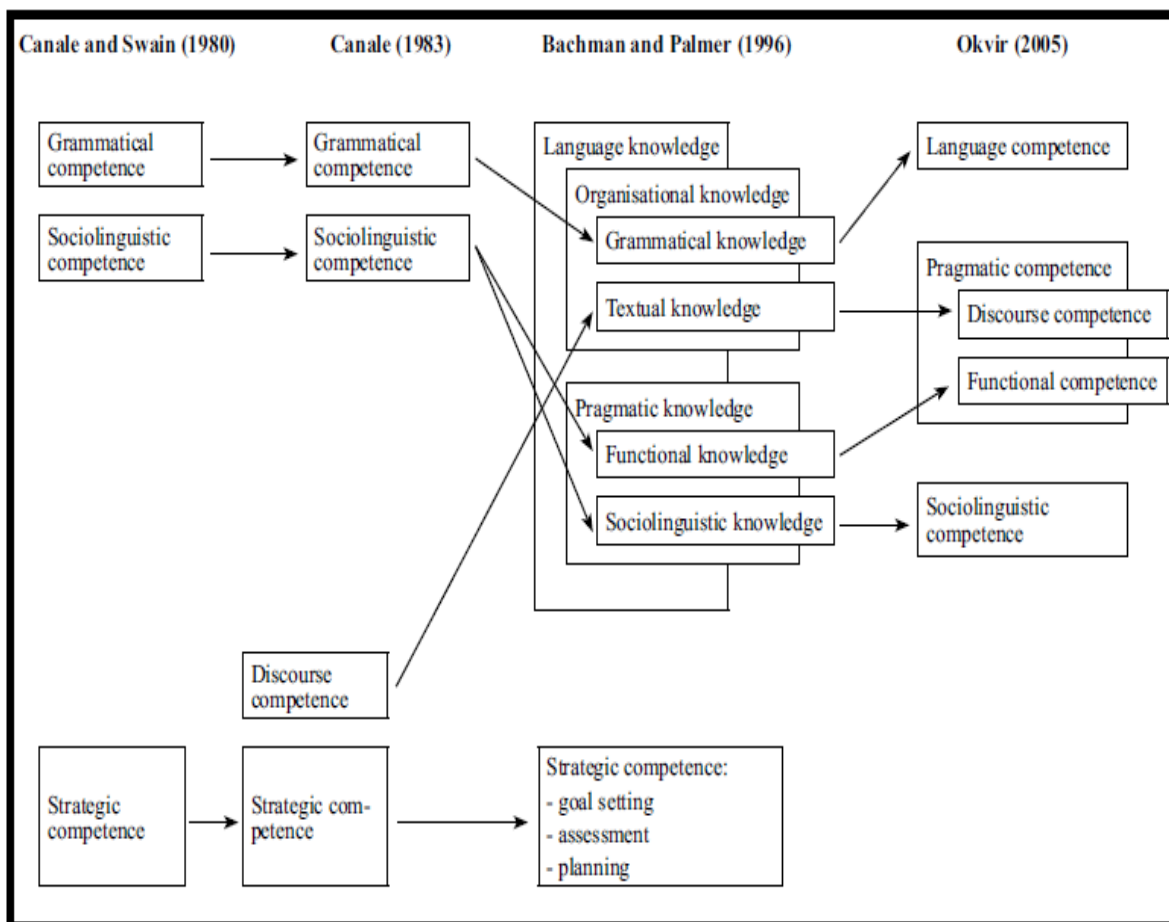 Canale and Swain (1980)
Canale (1983)
Bachman and Palmer (1996)
Okvir (2005)
Grammatical
competence
Sociolinguistic
competence
Strategic
competence
Grammatical
competence
Sociolinguistic
competence
Discourse
competence
Strategic com-
petence
Language knowledge
Organisational knowledge
Grammatical knowledge
Textual knowledge
Pragmatic knowledge
Functional knowledge
Sociolinguistic knowledge
Strategic competence:
- goal setting
- assessment
- planning
Language competence
Pragmatic competence
Discourse competence
Functional competence
Sociolinguistic
competence